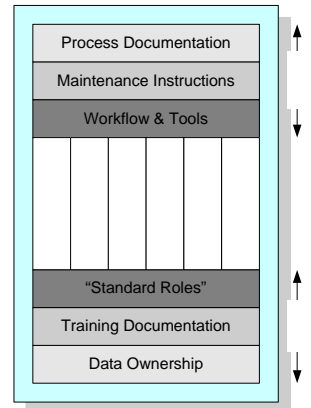 Process Documentation
Maintenance Instructions
Workflow & Tools
“Standard Roles”
Training Documentation
Data Ownership